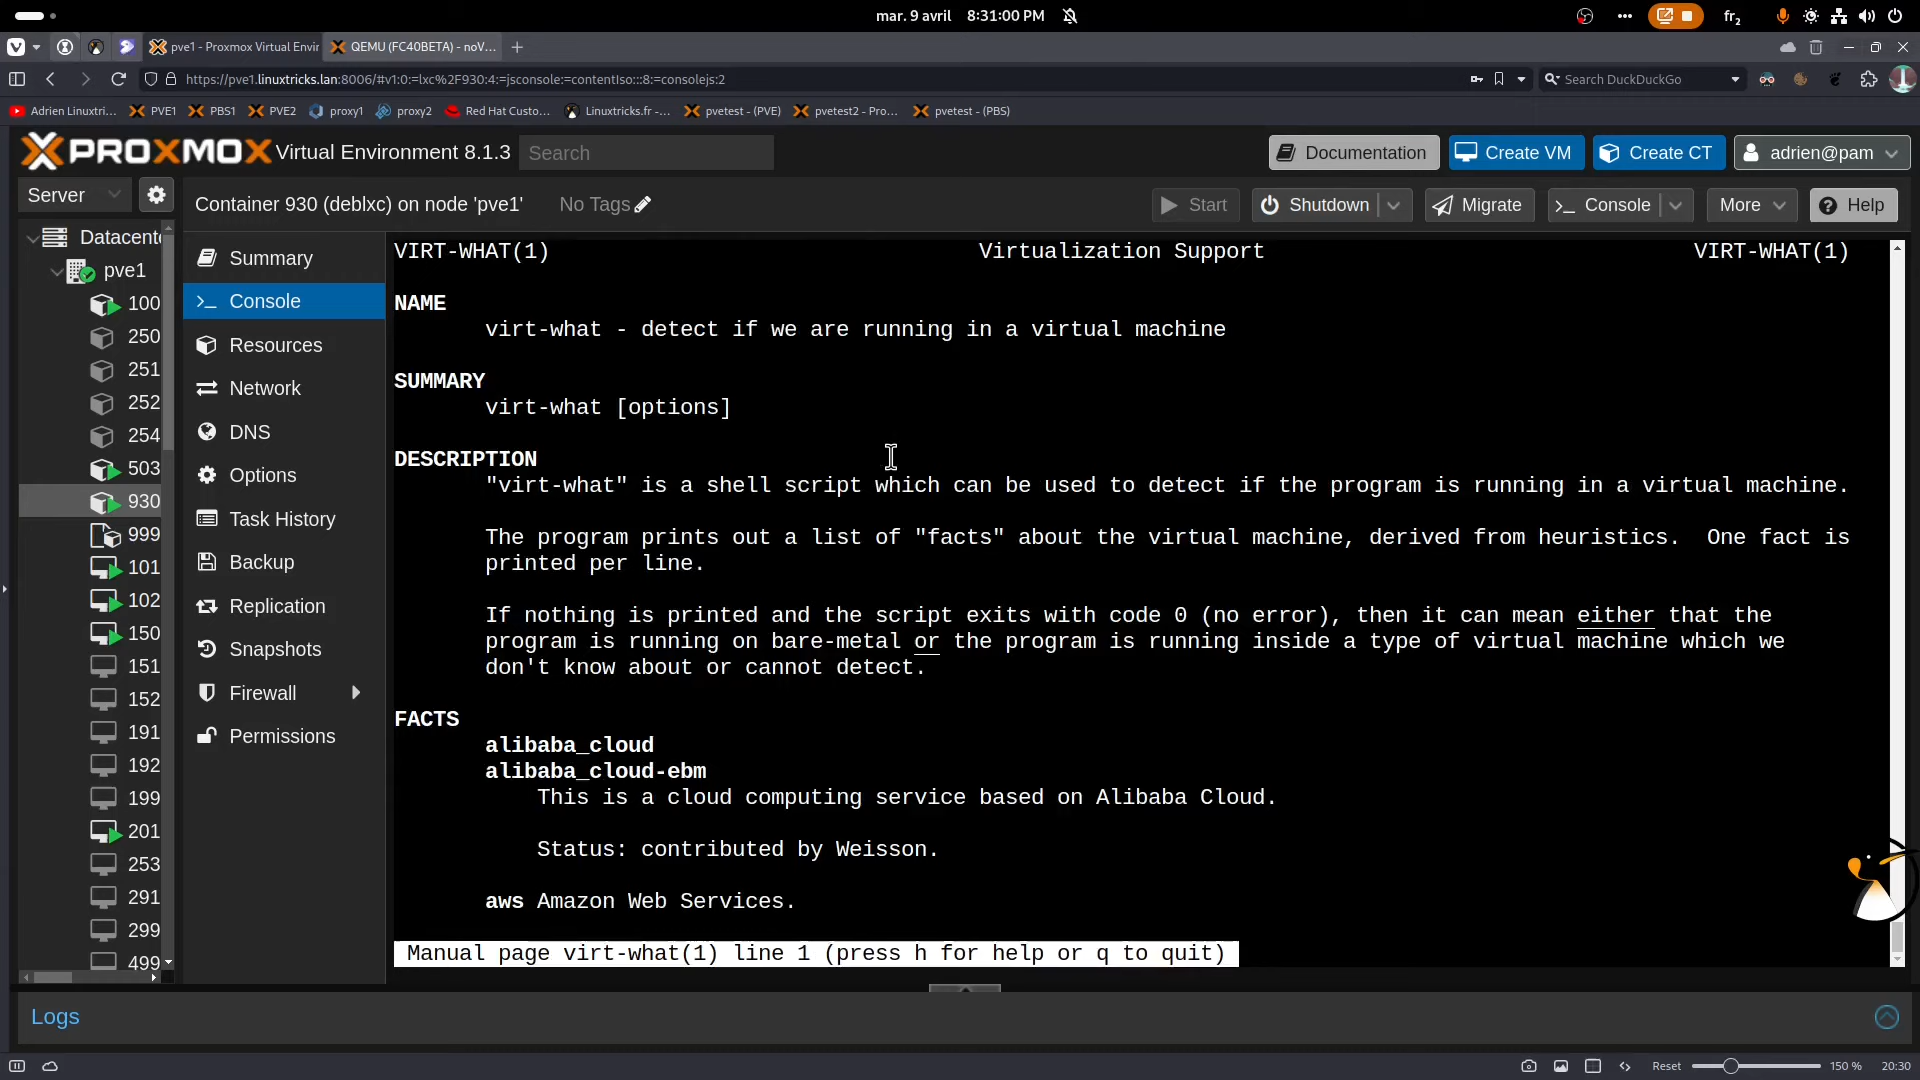 mar. 9 avril 8:31:00 PM
fr2
pve1 - Proxmox Virtual Envir
QEMU (FC40BETA) - noV...
https://pve1.linuxtricks.lan:8006/#v1:0:=lxc%2F930:4:=jsconsole:=contentIso:::8:=consolejs:2
Search DuckDuckGo
Adrien Linuxtri... PVE1 PBS1 PVE2 proxy1 proxy2 Red Hat Custo... Linuxtricks.fr -... pvetest - (PVE) pvetest2 - Pro... pvetest - (PBS)
PROXMOX Virtual Environment 8.1.3 Search Documentation Create VM Create CT adrien@pam
Server
Container 930 (deblxc) on node 'pve1' No Tags Start Shutdown Migrate >_ Console More Help
Datacente
pve1
100
250
251
252
254
503
930
999
101
102
150
151
152
191
192
199
201
253
291
299
499
Summary
>_ Console
Resources
Network
DNS
Options
Task History
Backup
Replication
Snapshots
Firewall
Permissions
VIRT-WHAT(1) Virtualization Support VIRT-WHAT(1)
NAME
virt-what - detect if we are running in a virtual machine
SUMMARY
virt-what [options]
DESCRIPTION
"virt-what" is a shell script which can be used to detect if the program is running in a virtual machine.
The program prints out a list of "facts" about the virtual machine, derived from heuristics. One fact is
printed per line.
If nothing is printed and the script exits with code 0 (no error), then it can mean either that the
program is running on bare-metal or the program is running inside a type of virtual machine which we
don't know about or cannot detect.
FACTS
alibaba_cloud
alibaba_cloud-ebm
This is a cloud computing service based on Alibaba Cloud.
Status: contributed by Weisson.
aws Amazon Web Services.
Manual page virt-what(1) line 1 (press h for help or q to quit)
Logs
Reset 150 % 20:30